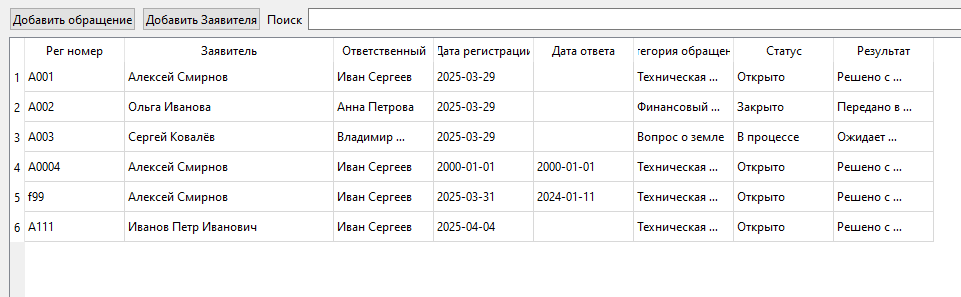 Добавить обращение Добавить Заявителя Поиск
Рег номер Заявитель Ответственный Дата регистрации Дата ответа тегория обращен Статус Результат
1 A001 Алексей Смирнов Иван Сергеев 2025-03-29 Техническая ... Открыто Решено с ...
2 A002 Ольга Иванова Анна Петрова 2025-03-29 Финансовый ... Закрыто Передано в ...
3 A003 Сергей Ковалёв Владимир ... 2025-03-29 Вопрос о земле В процессе Ожидает ...
4 A0004 Алексей Смирнов Иван Сергеев 2000-01-01 2000-01-01 Техническая ... Открыто Решено с ...
5 f99 Алексей Смирнов Иван Сергеев 2025-03-31 2024-01-11 Техническая ... Открыто Решено с ...
6 A111 Иванов Петр Иванович Иван Сергеев 2025-04-04 Техническая ... Открыто Решено с ...